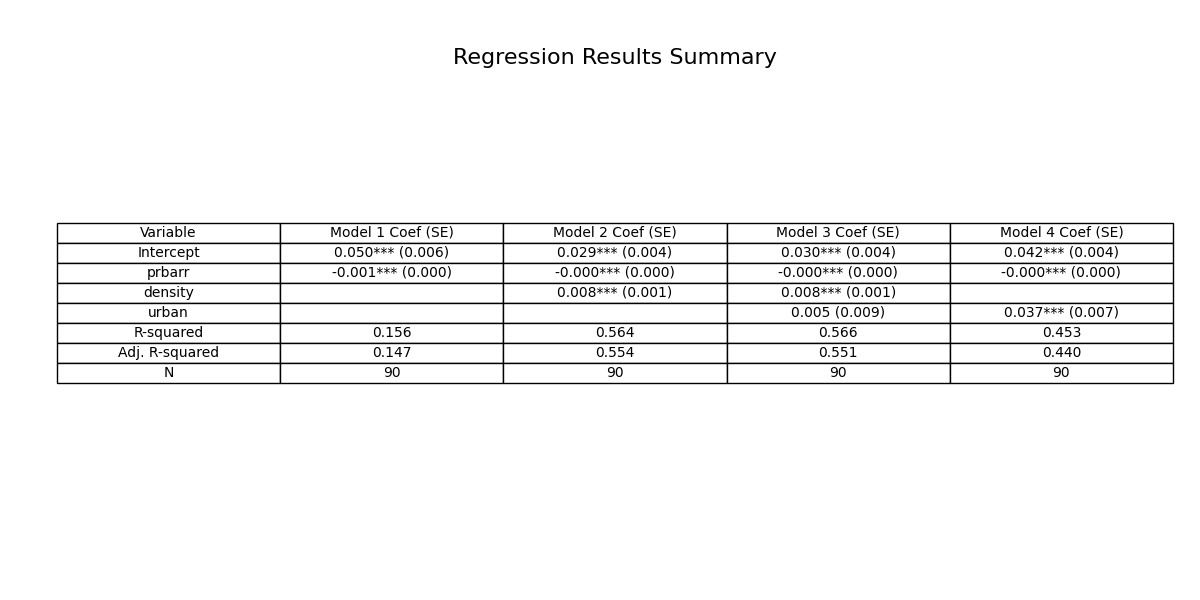 Regression Results Summary
Variable Model 1 Coef (SE) Model 2 Coef (SE) Model 3 Coef (SE) Model 4 Coef (SE)
Intercept 0.050*** (0.006) 0.029*** (0.004) 0.030*** (0.004) 0.042*** (0.004)
prbarr -0.001*** (0.000) -0.000*** (0.000) -0.000*** (0.000) -0.000*** (0.000)
density 0.008*** (0.001) 0.008*** (0.001)
urban 0.005 (0.009) 0.037*** (0.007)
R-squared 0.156 0.564 0.566 0.453
Adj. R-squared 0.147 0.554 0.551 0.440
N 90 90 90 90